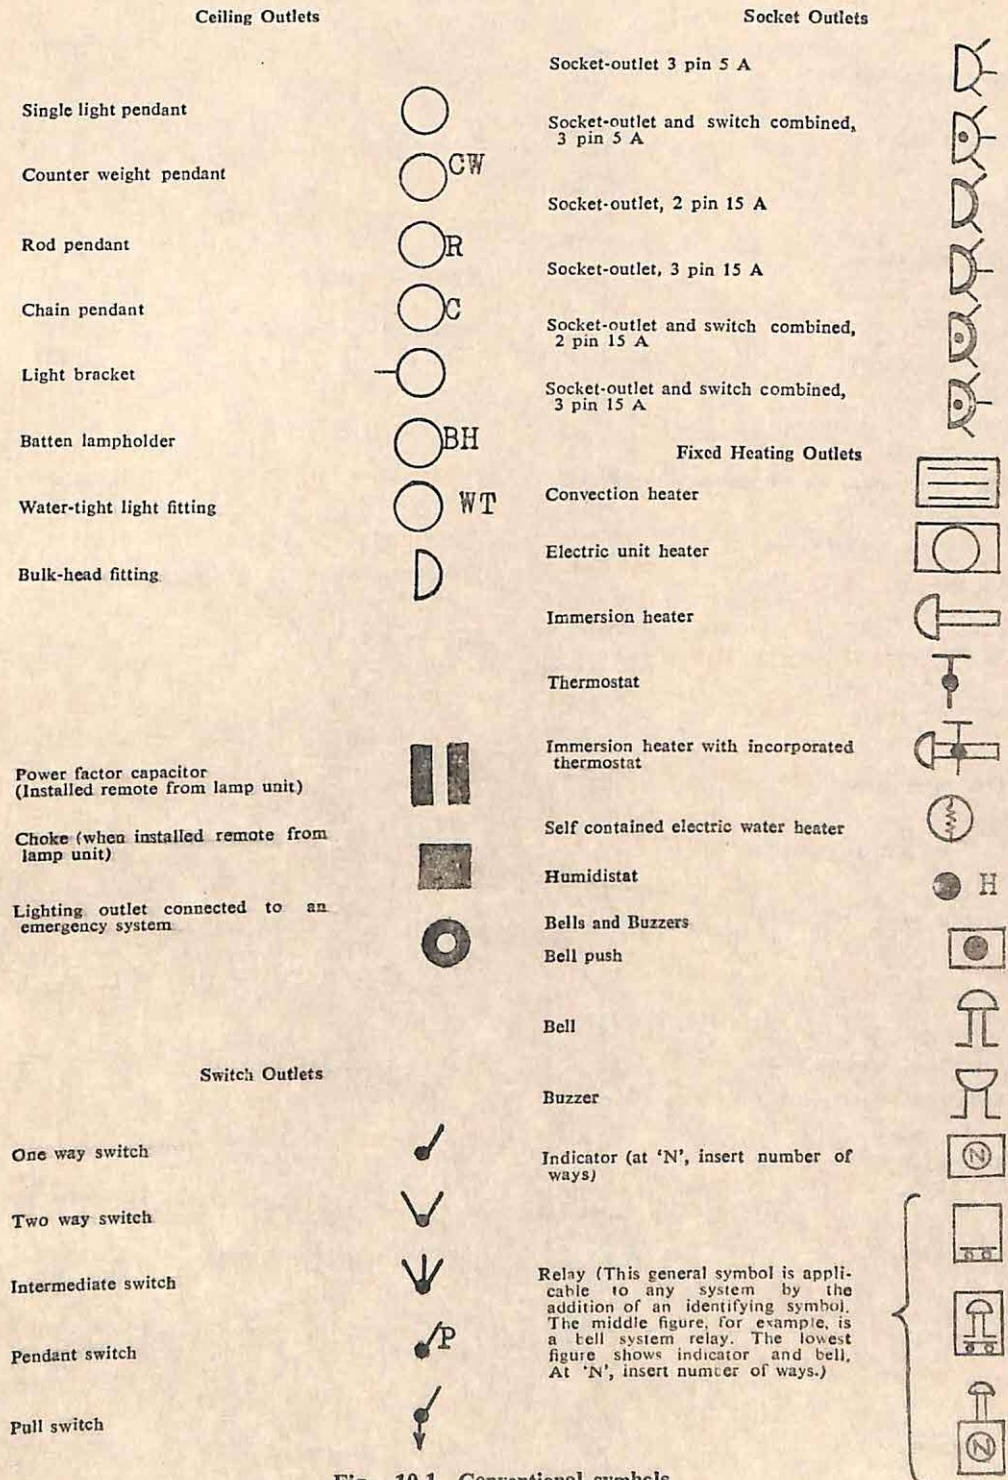 Ceiling Outlets
Single light pendant
Counter weight pendant
CW
Rod pendant
R
Chain pendant
C
Light bracket
Batten lampholder
BH
Water-tight light fitting
WT
Bulk-head fitting
Power factor capacitor
(Installed remote from lamp unit)
Choke (when installed remote from
lamp unit)
Lighting outlet connected to an
emergency system
Switch Outlets
One way switch
Two way switch
Intermediate switch
Pendant switch
P
Pull switch
Socket Outlets
Socket-outlet 3 pin 5 A
Socket-outlet and switch combined,
3 pin 5 A
Socket-outlet, 2 pin 15 A
Socket-outlet, 3 pin 15 A
Socket-outlet and switch combined,
2 pin 15 A
Socket-outlet and switch combined,
3 pin 15 A
Fixed Heating Outlets
Convection heater
Electric unit heater
Immersion heater
Thermostat
Immersion heater with incorporated
thermostat
Self contained electric water heater
Humidistat
H
Bells and Buzzers
Bell push
Bell
Buzzer
Indicator (at 'N', insert number of
ways)
N
Relay (This general symbol is appli-
cable to any system by the
addition of an identifying symbol.
The middle figure, for example, is
a bell system relay. The lowest
figure shows indicator and bell.
At 'N', insert number of ways.)
N
Fig. 10.1 Conventional symbols